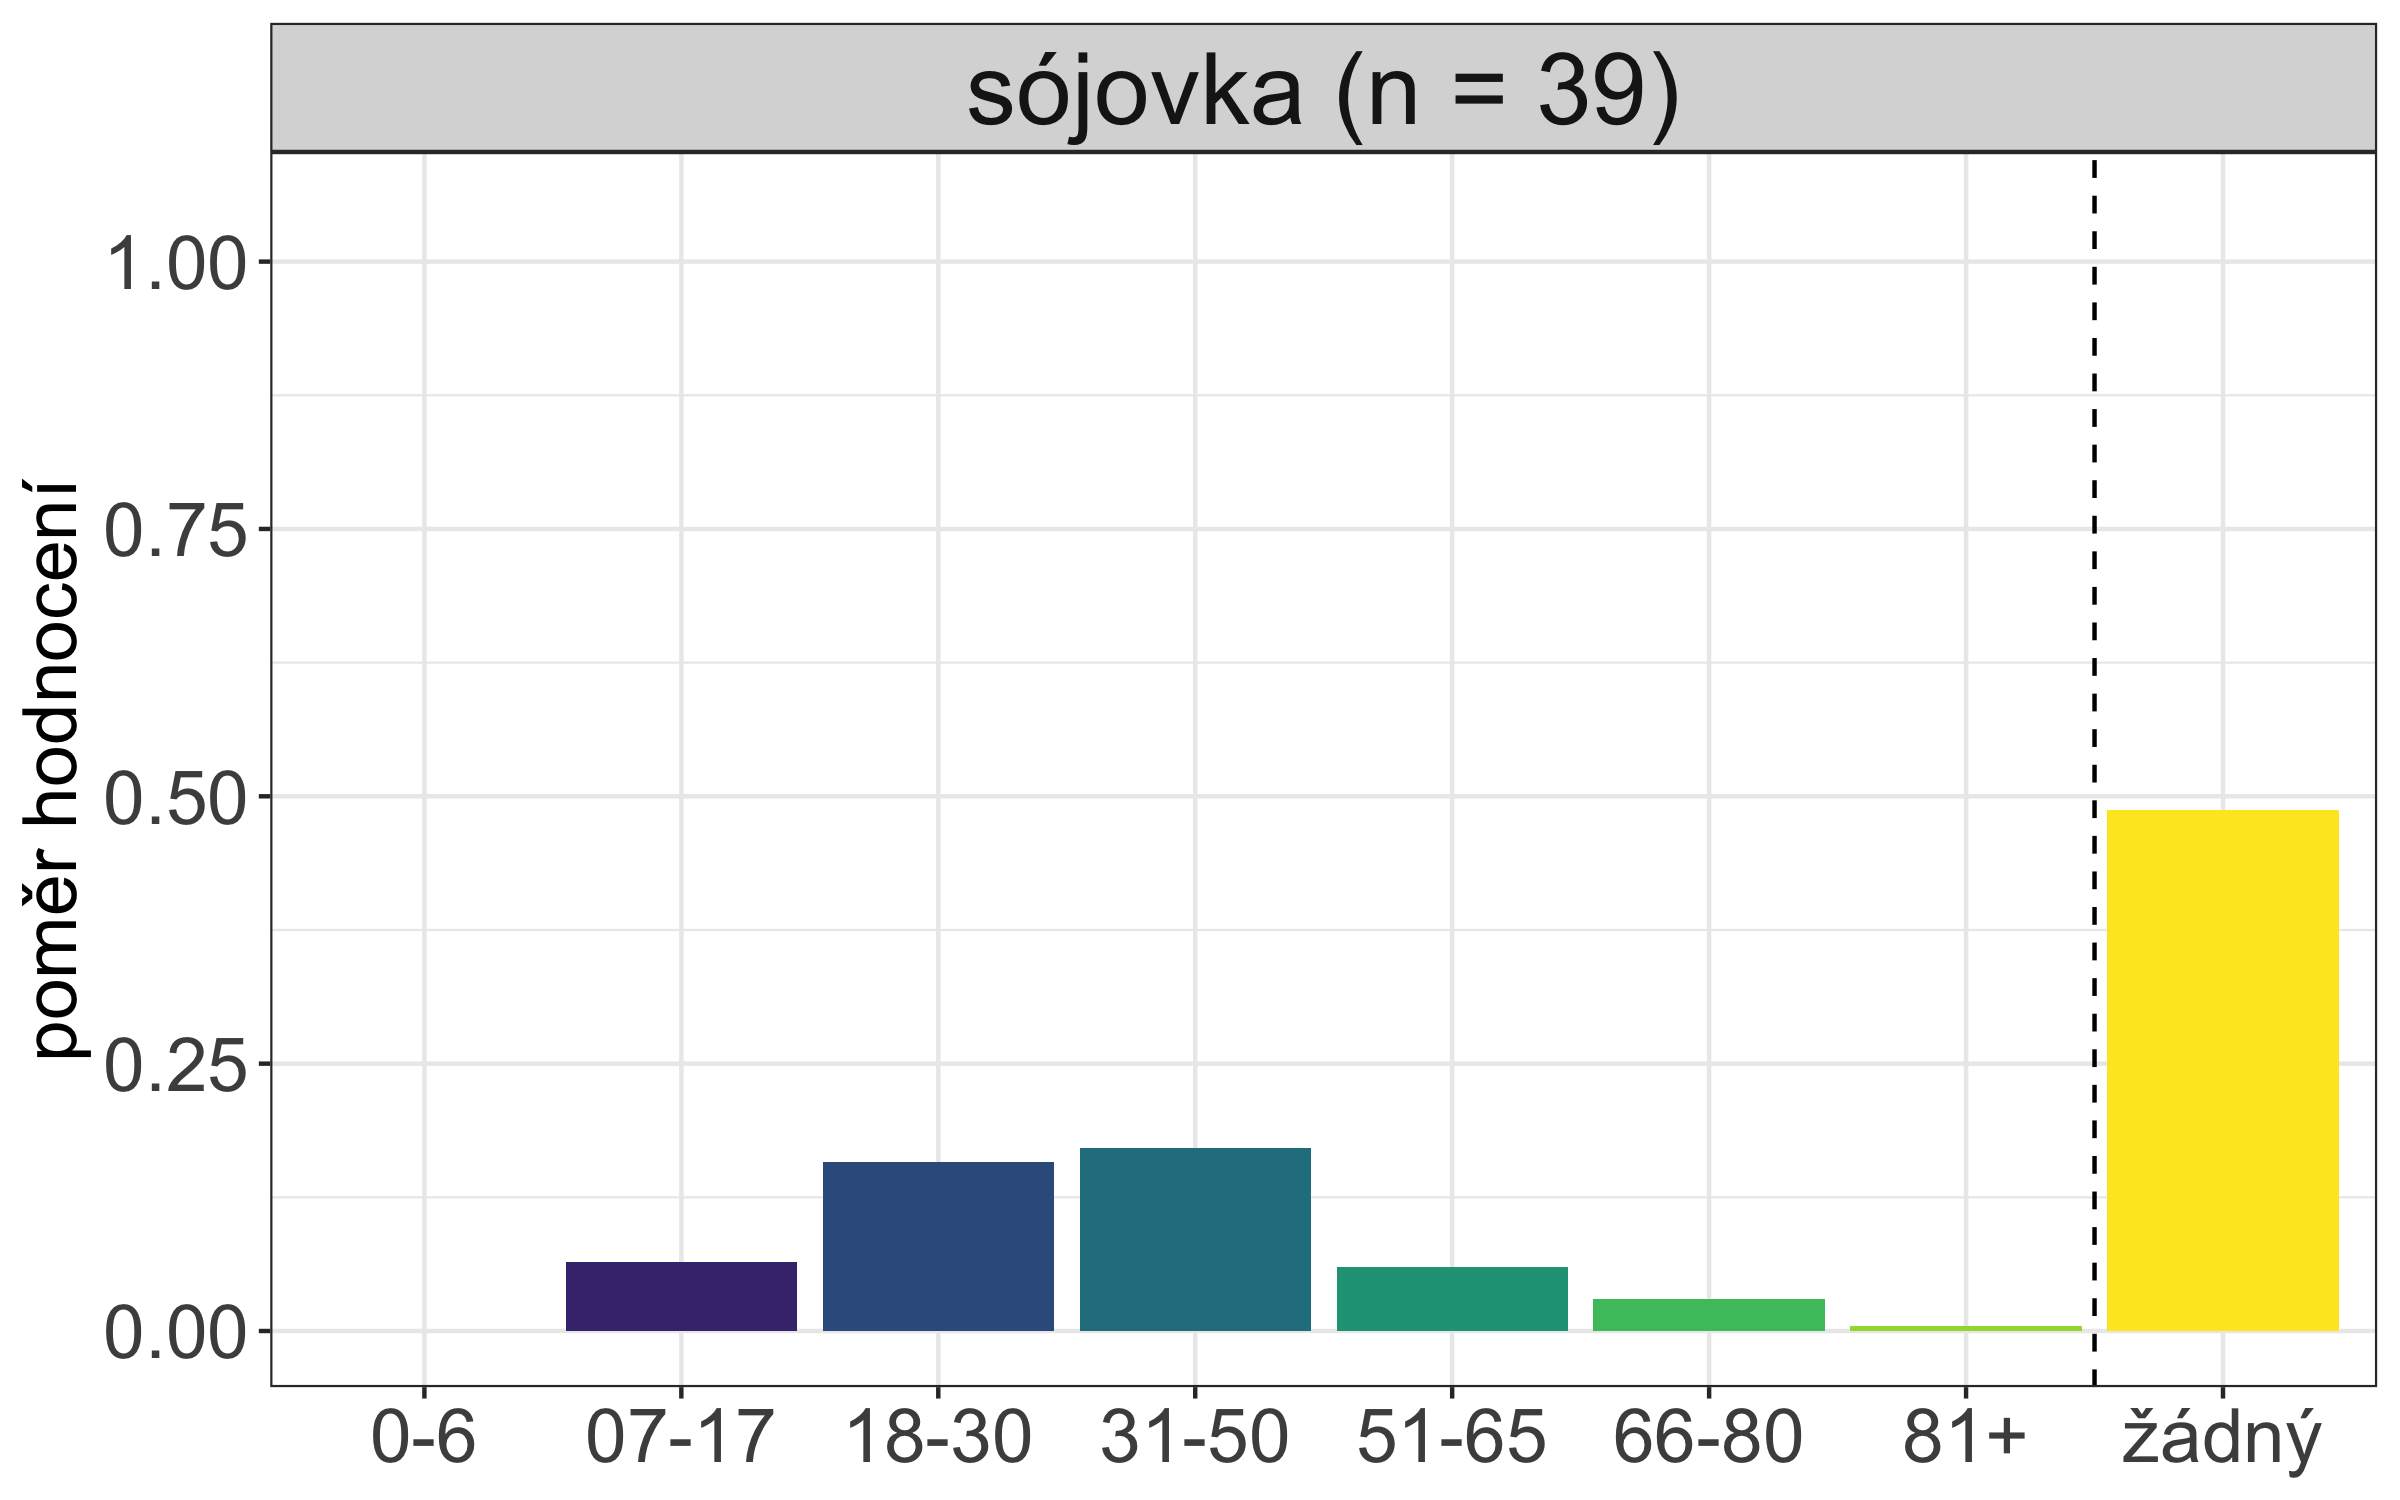 sójovka (n = 39)
poměr hodnocení
1.00
0.75
0.50
0.25
0.00
0-6 07-17 18-30 31-50 51-65 66-80 81+ žádný